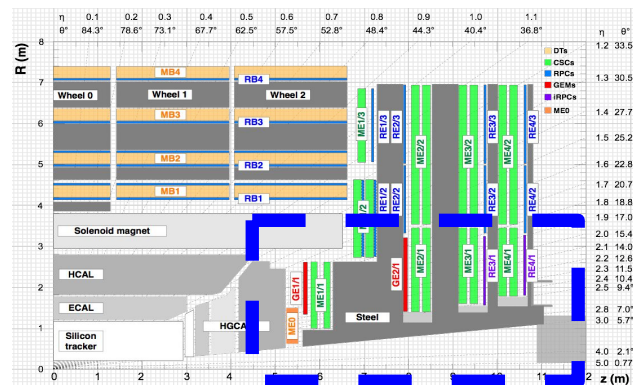 η 0.1 0.2 0.3 0.4 0.5 0.6 0.7 0.8 0.9 1.0 1.1 η θ°
θ° 84.3° 78.6° 73.1° 67.7° 62.5° 57.5° 52.8° 48.4° 44.3° 40.4° 36.8°
R (m)
8
7
6
5
4
3
2
1
0
1.2 33.5
1.3 30.5
1.4 27.7
1.5 25.2
1.6 22.8
1.7 20.7
1.8 18.8
1.9 17.0
2.0 15.4
2.1 14.0
2.2 12.6
2.3 11.5
2.4 10.4
2.5 9.4°
2.8 7.0°
3.0 5.7°
4.0 2.1°
5.0 0.77
DTs
CSCs
RPCs
GEMs
iRPCs
ME0
MB4
RB4
Wheel 0 Wheel 1 Wheel 2
MB3
RB3
MB2
RB2
MB1
RB1
ME1/3
RE1/3
RE2/3
ME2/2
RE3/3
ME3/2
ME4/2
RE4/3
RE1/2
RE2/2
RE3/2
RE4/2
1/2
Solenoid magnet
HCAL
ECAL
Silicon
tracker
HGCA
ME0
GE1/1
ME1/1
Steel
GE2/1
ME2/1
ME3/1
RE3/1
ME4/1
RE4/1
0 1 2 3 4 5 6 7 8 9 10 11 12
z (m)